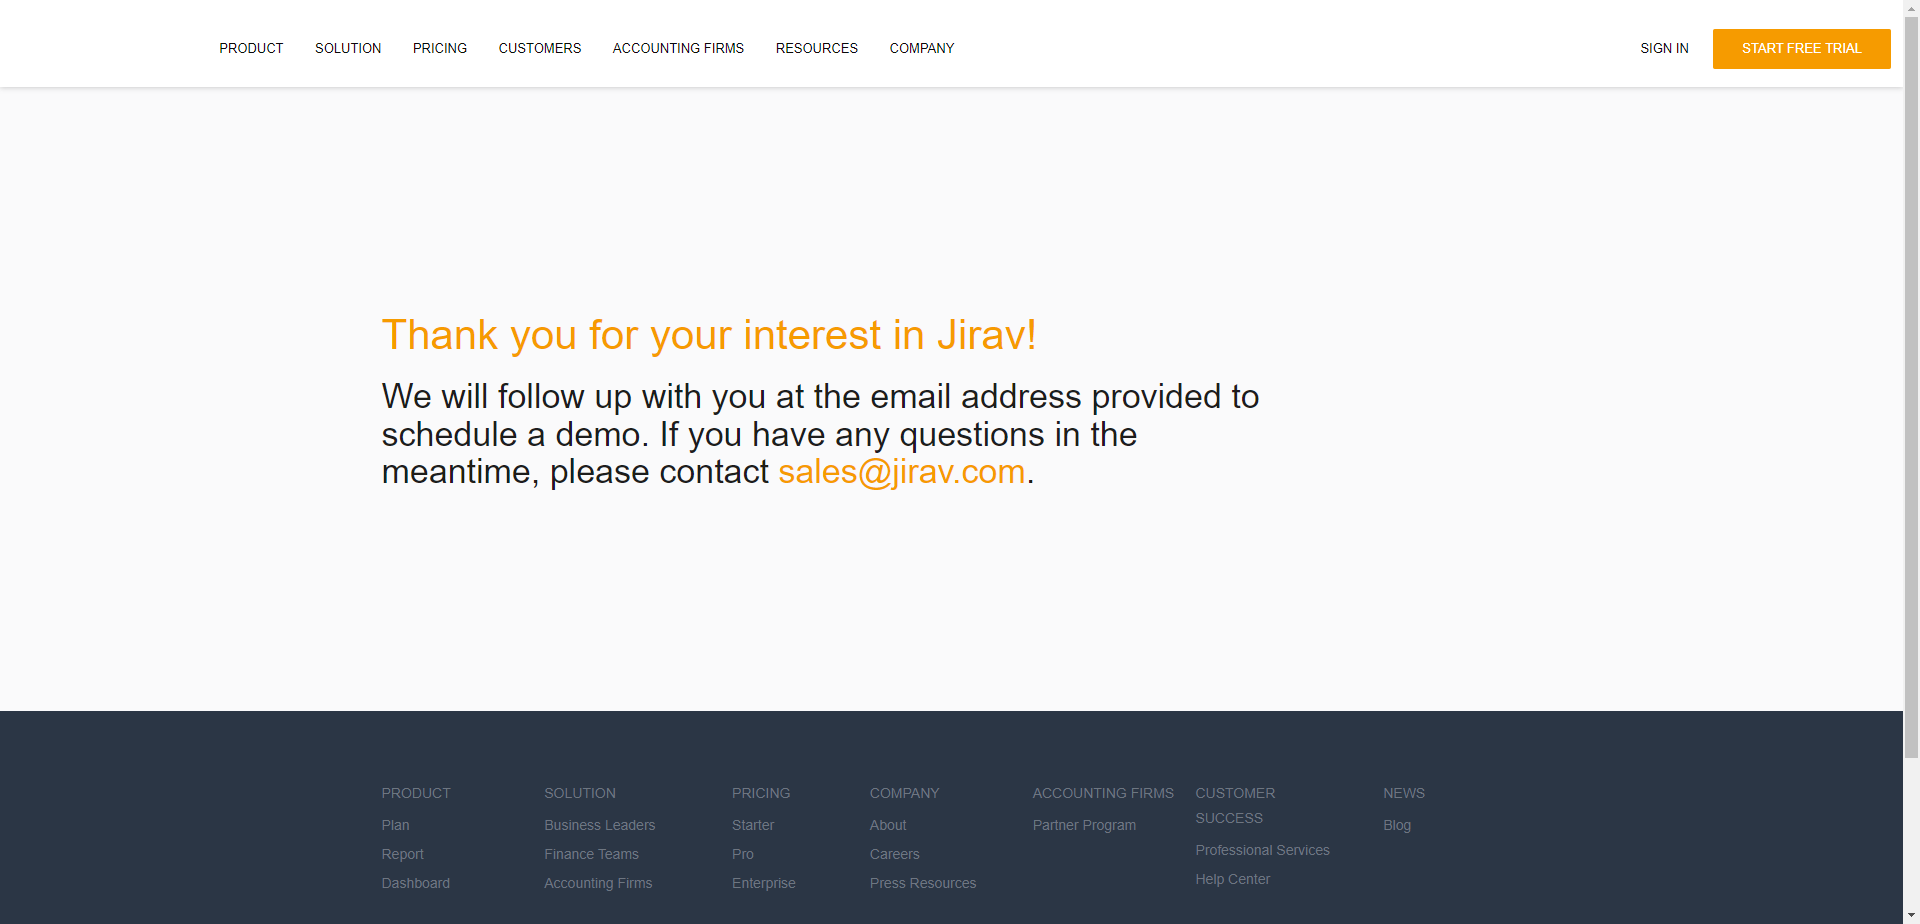 PRODUCT SOLUTION PRICING CUSTOMERS ACCOUNTING FIRMS RESOURCES COMPANY SIGN IN START FREE TRIAL
Thank you for your interest in Jirav!
We will follow up with you at the email address provided to
schedule a demo. If you have any questions in the
meantime, please contact sales@jirav.com.
PRODUCT
Plan
Report
Dashboard
SOLUTION
Business Leaders
Finance Teams
Accounting Firms
PRICING
Starter
Pro
Enterprise
COMPANY
About
Careers
Press Resources
ACCOUNTING FIRMS
Partner Program
CUSTOMER
SUCCESS
Professional Services
Help Center
NEWS
Blog